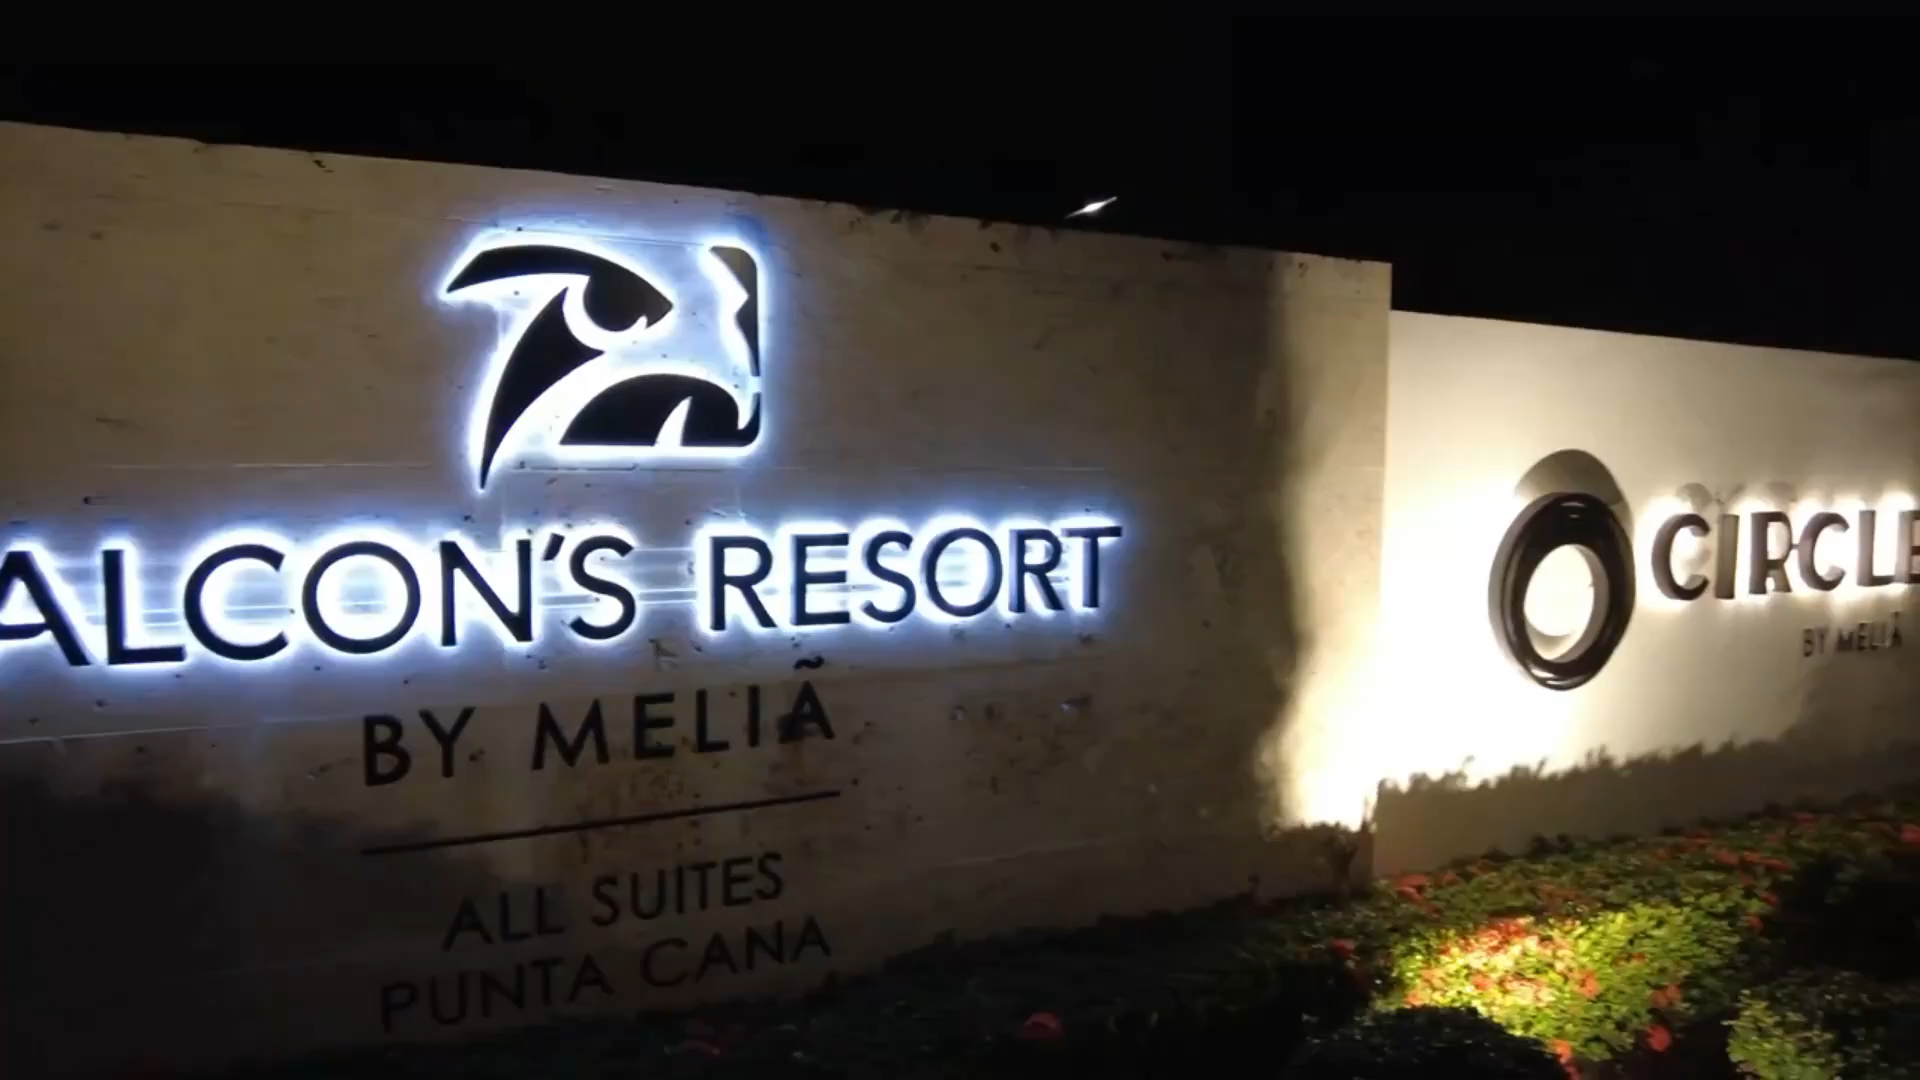 ALCON'S RESORT
BY MELIÃ
ALL SUITES
PUNTA CANA
CIRCLE
BY MELIÃ